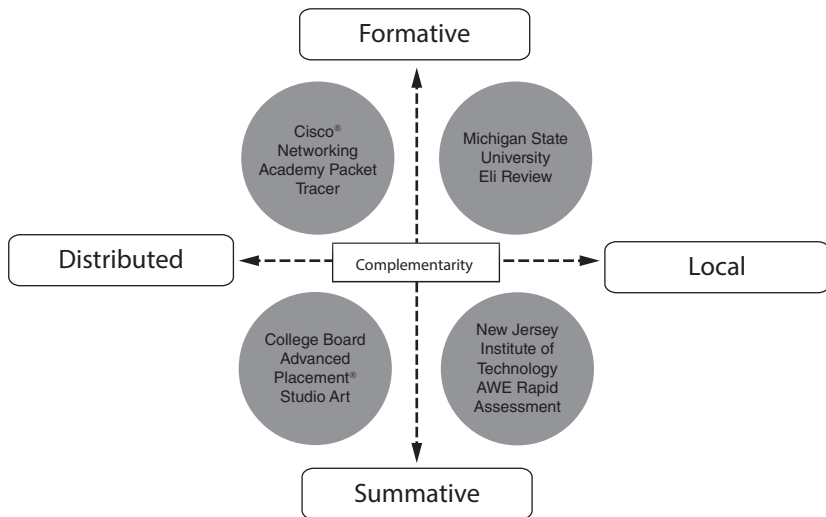 Formative
Cisco®
Networking
Academy Packet
Tracer
Michigan State
University
Eli Review
Distributed
Complementarity
Local
College Board
Advanced
Placement®
Studio Art
New Jersey
Institute of
Technology
AWE Rapid
Assessment
Summative